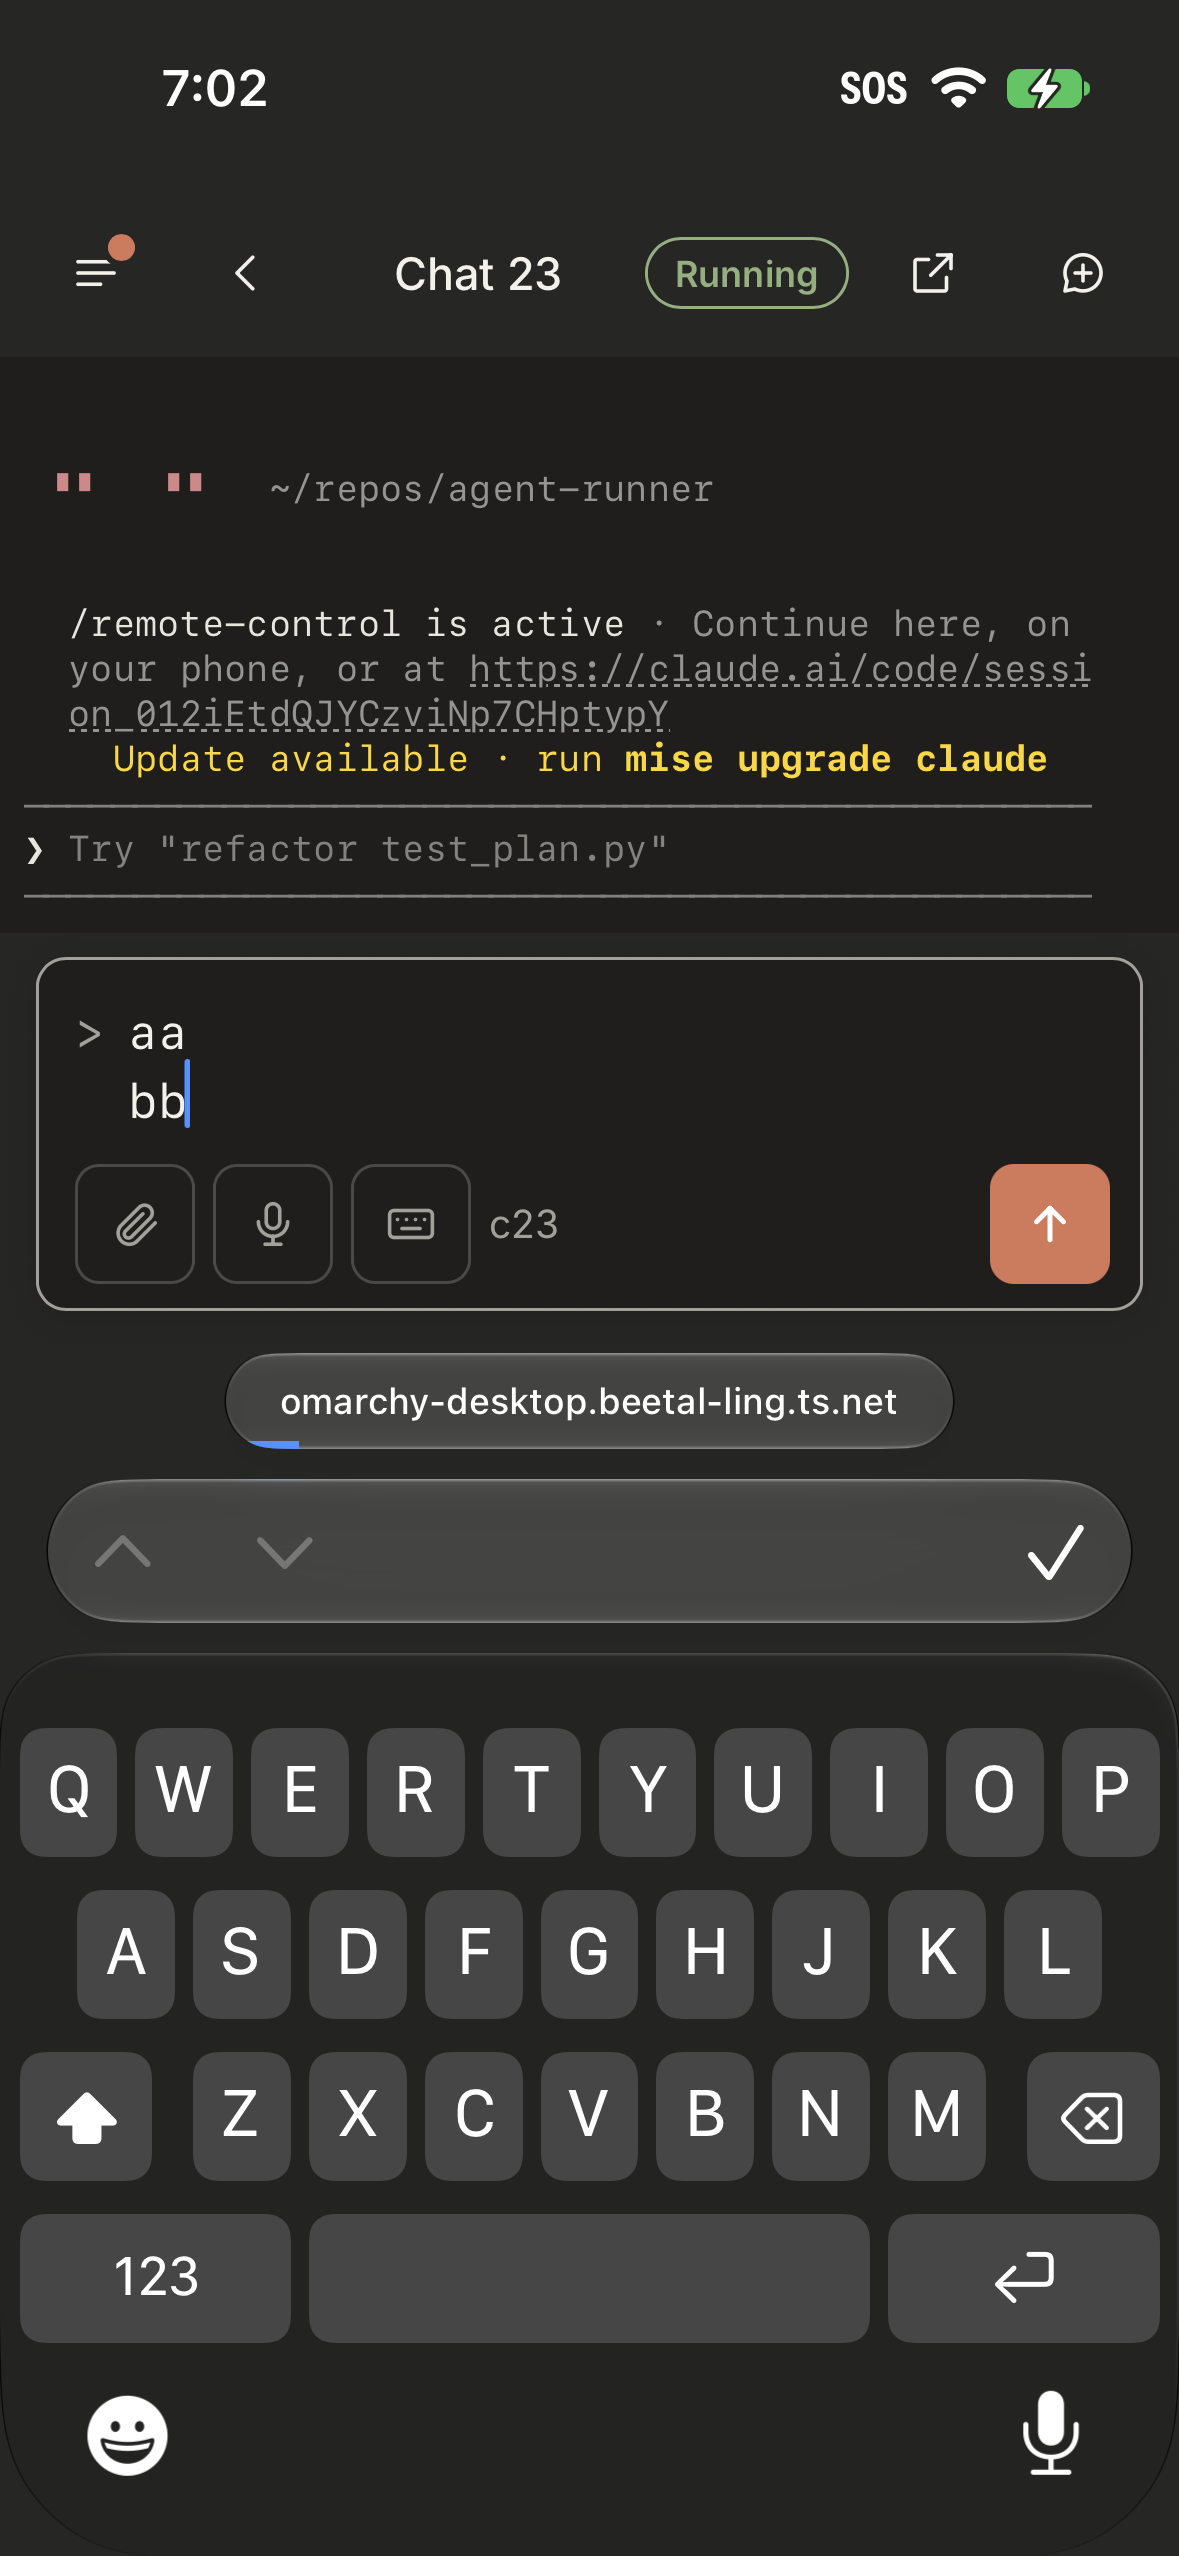 7:02 SOS
Chat 23 Running
~/repos/agent-runner
/remote-control is active · Continue here, on
your phone, or at https://claude.ai/code/sessi
on_012iEtdQJYCzviNp7CHptypY
Update available · run mise upgrade claude
❯ Try "refactor test_plan.py"
> aa
bb
c23
omarchy-desktop.beetal-ling.ts.net
Q W E R T Y U I O P
A S D F G H J K L
Z X C V B N M
123